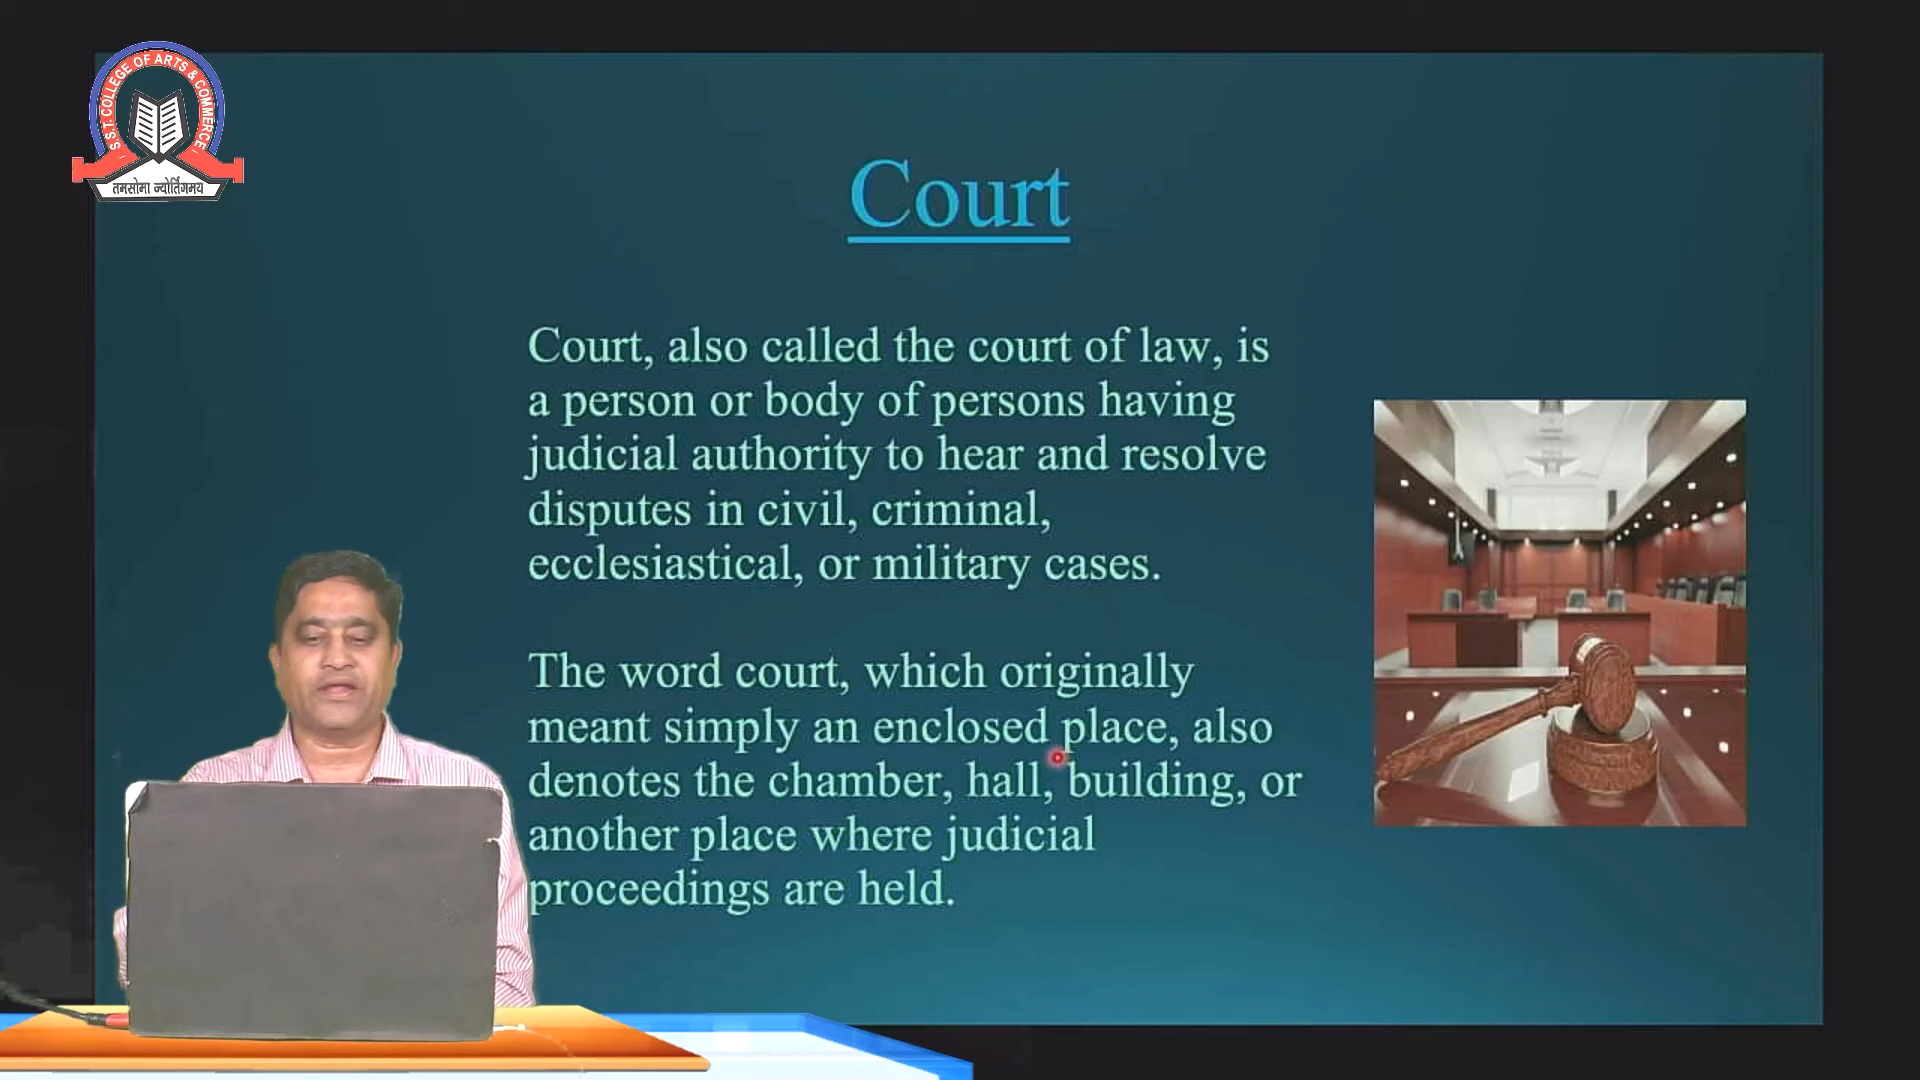 S.S.T. COLLEGE OF ARTS & COMMERCE
तमसोमा ज्योर्तिगमय
Court
Court, also called the court of law, is
a person or body of persons having
judicial authority to hear and resolve
disputes in civil, criminal,
ecclesiastical, or military cases.
The word court, which originally
meant simply an enclosed place, also
denotes the chamber, hall, building, or
another place where judicial
proceedings are held.